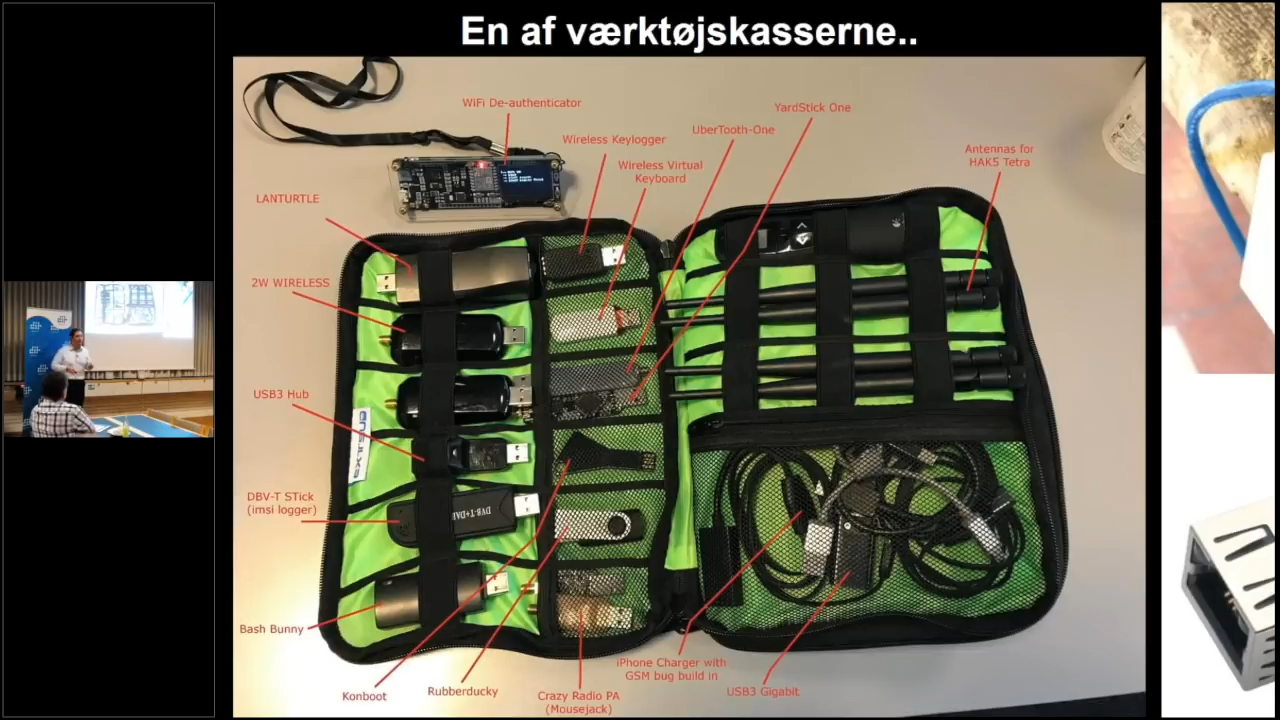 En af værktøjskasserne..
WiFi De-authenticator
YardStick One
UberTooth-One
Wireless Keylogger
Wireless Virtual
Keyboard
Antennas for
HAK5 Tetra
LANTURTLE
2W WIRELESS
USB3 Hub
DBV-T STick
(imsi logger)
DVB-T+DAB
Bash Bunny
Konboot
Rubberducky
Crazy Radio PA
(Mousejack)
iPhone Charger with
GSM bug build in
USB3 Gigabit